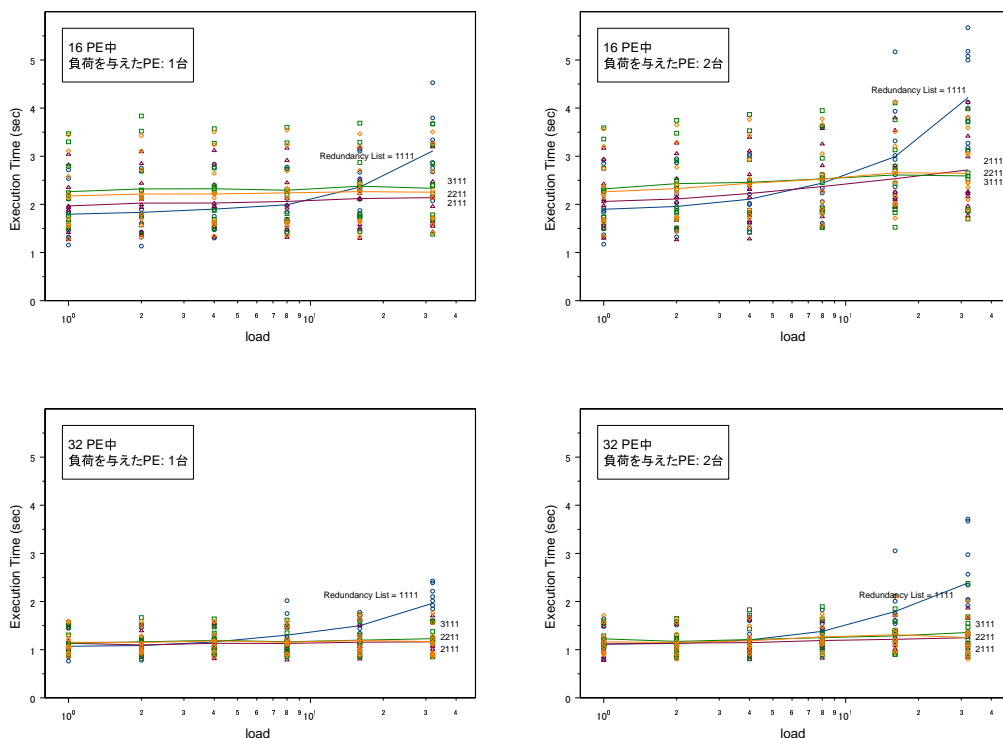 16 PE中
負荷を与えたPE: 1台
Redundancy List = 1111
3111
2211
2111
Execution Time (sec)
5
4
3
2
1
0
10⁰ 2 3 4 5 6 7 8 9 10¹ 2 3 4
load
16 PE中
負荷を与えたPE: 2台
Redundancy List = 1111
2111
2211
3111
Execution Time (sec)
5
4
3
2
1
0
10⁰ 2 3 4 5 6 7 8 9 10¹ 2 3 4
load
32 PE中
負荷を与えたPE: 1台
Redundancy List = 1111
3111
2211
2111
Execution Time (sec)
5
4
3
2
1
0
10⁰ 2 3 4 5 6 7 8 9 10¹ 2 3 4
load
32 PE中
負荷を与えたPE: 2台
Redundancy List = 1111
3111
2211
2111
Execution Time (sec)
5
4
3
2
1
0
10⁰ 2 3 4 5 6 7 8 9 10¹ 2 3 4
load